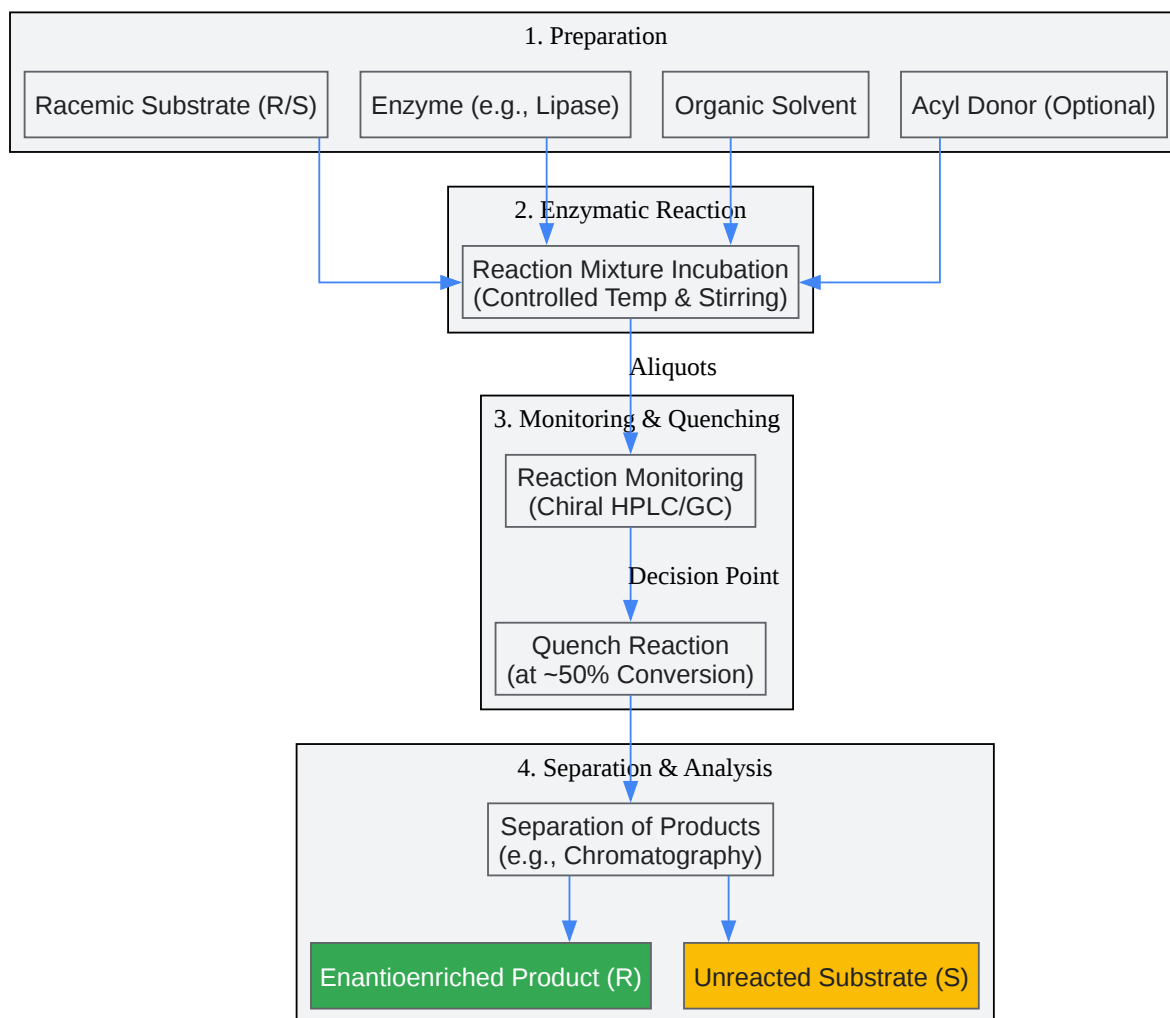 1. Preparation
Racemic Substrate (R/S)
Enzyme (e.g., Lipase)
Organic Solvent
Acyl Donor (Optional)
2. Enzymatic Reaction
Reaction Mixture Incubation
(Controlled Temp & Stirring)
Aliquots
3. Monitoring & Quenching
Reaction Monitoring
(Chiral HPLC/GC)
Decision Point
Quench Reaction
(at ~50% Conversion)
4. Separation & Analysis
Separation of Products
(e.g., Chromatography)
Enantioenriched Product (R)
Unreacted Substrate (S)